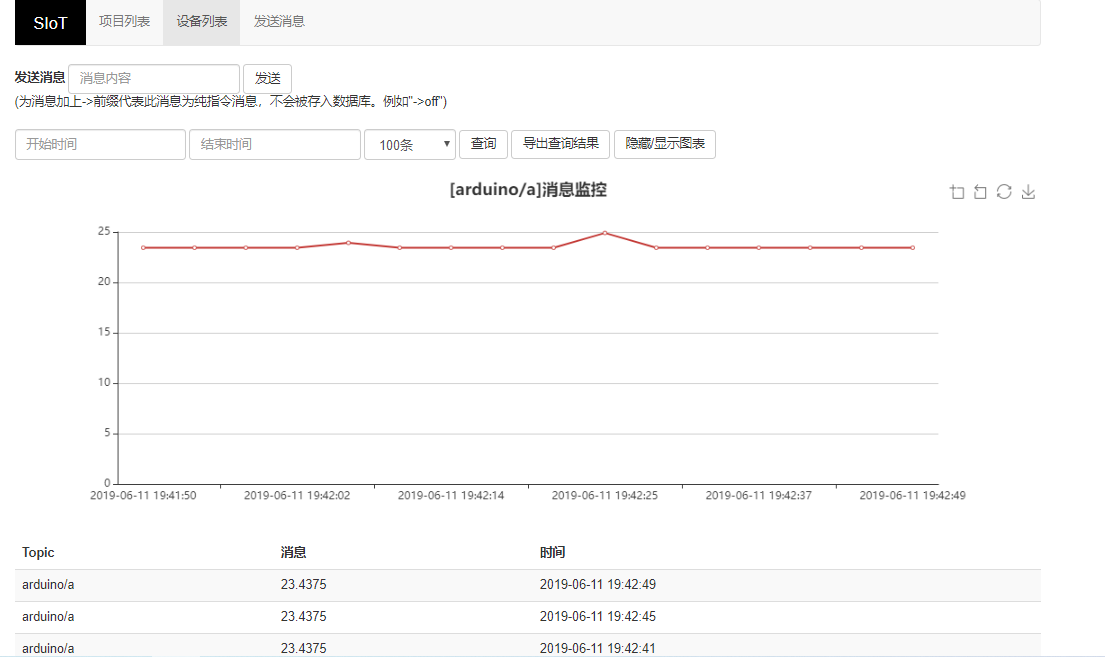 SIoT 项目列表 设备列表 发送消息
发送消息 消息内容 发送
(为消息加上->前缀代表此消息为纯指令消息，不会被存入数据库。例如"->off")
开始时间 结束时间 100条 查询 导出查询结果 隐藏/显示图表
[arduino/a]消息监控
25
20
15
10
5
0
2019-06-11 19:41:50 2019-06-11 19:42:02 2019-06-11 19:42:14 2019-06-11 19:42:25 2019-06-11 19:42:37 2019-06-11 19:42:49
Topic 消息 时间
arduino/a 23.4375 2019-06-11 19:42:49
arduino/a 23.4375 2019-06-11 19:42:45
arduino/a 23.4375 2019-06-11 19:42:41